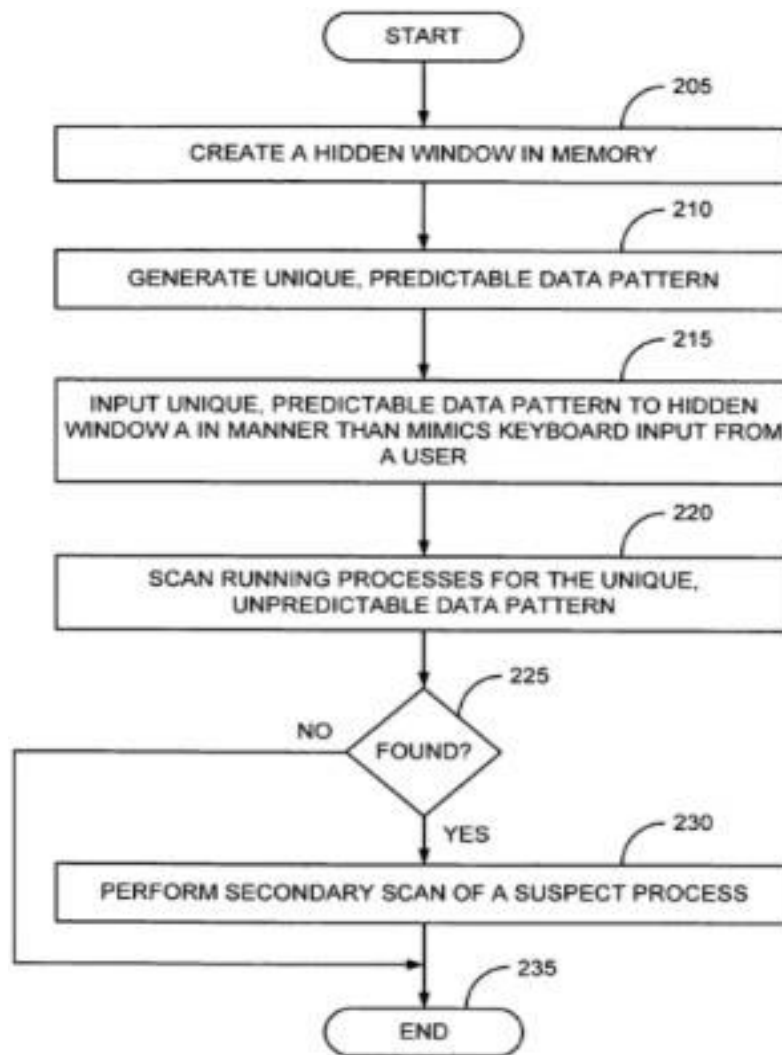 START
205
CREATE A HIDDEN WINDOW IN MEMORY
210
GENERATE UNIQUE, PREDICTABLE DATA PATTERN
215
INPUT UNIQUE, PREDICTABLE DATA PATTERN TO HIDDEN
WINDOW A IN MANNER THAN MIMICS KEYBOARD INPUT FROM
A USER
220
SCAN RUNNING PROCESSES FOR THE UNIQUE,
UNPREDICTABLE DATA PATTERN
225
NO
FOUND?
YES
230
PERFORM SECONDARY SCAN OF A SUSPECT PROCESS
235
END